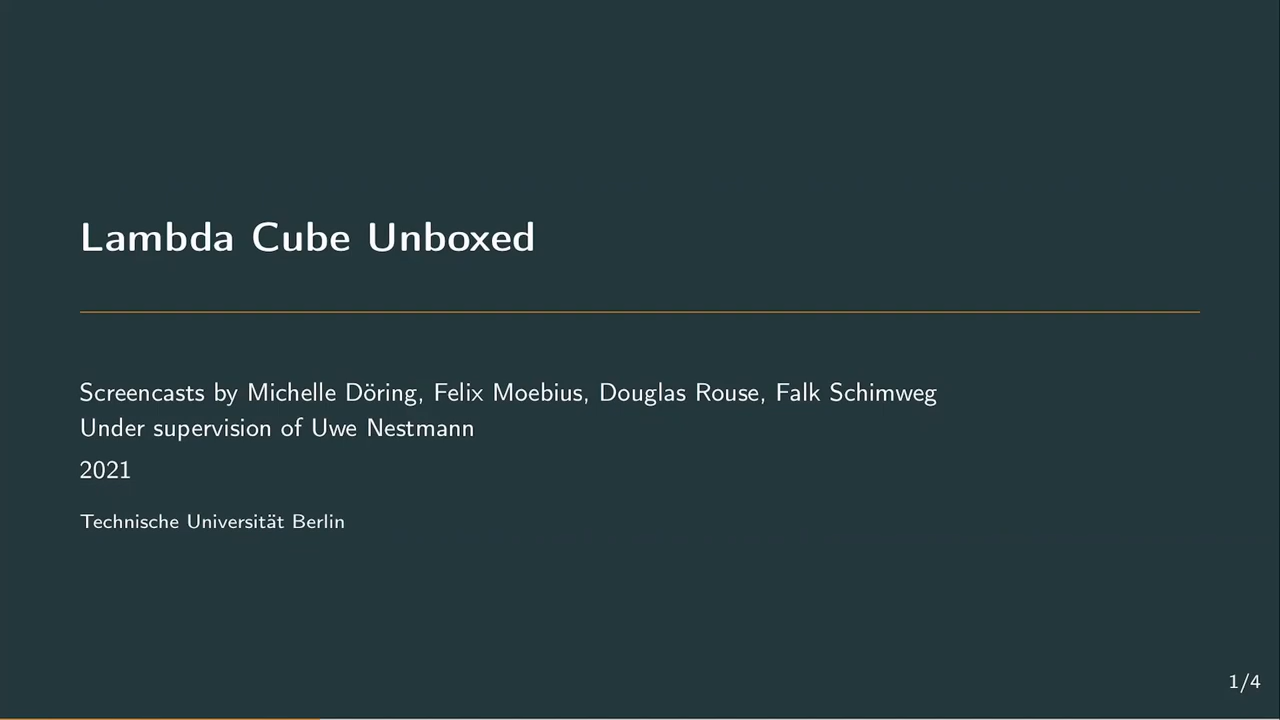 Lambda Cube Unboxed
Screencasts by Michelle Döring, Felix Moebius, Douglas Rouse, Falk Schimweg
Under supervision of Uwe Nestmann
2021
Technische Universität Berlin
1/4